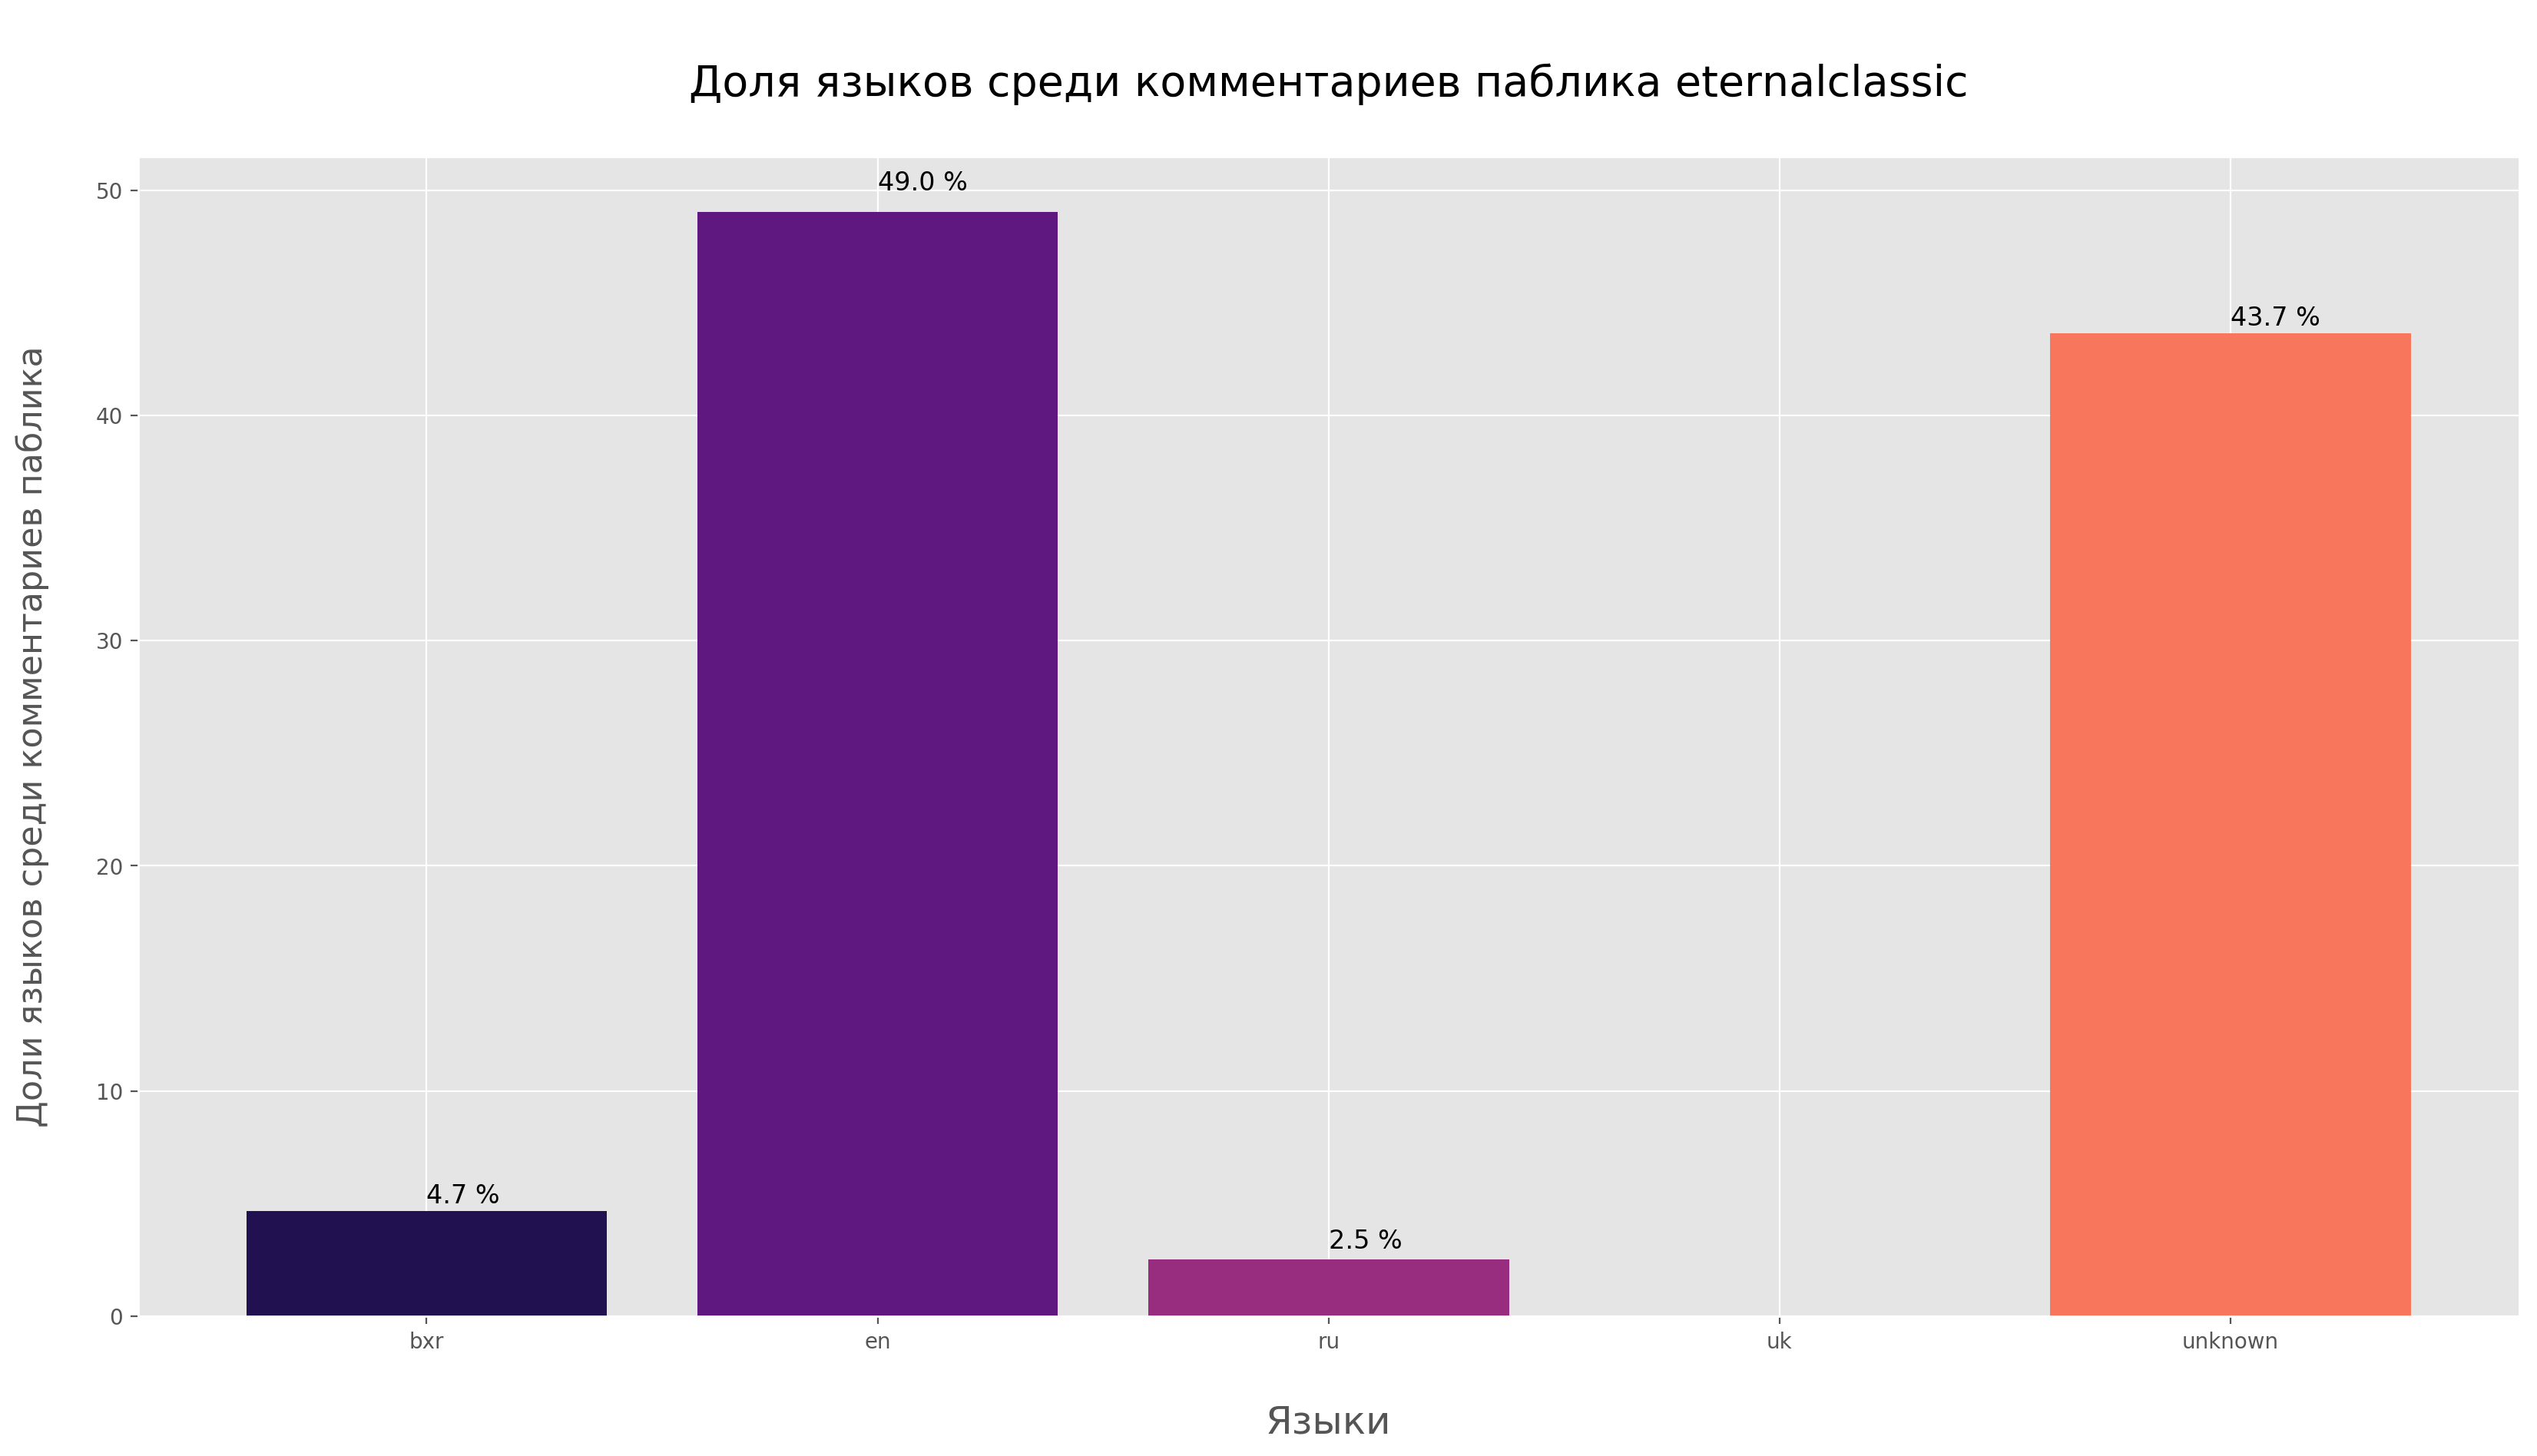 Доля языков среди комментариев паблика eternalclassic
Доли языков среди комментариев паблика
50
40
30
20
10
0
4.7 %
49.0 %
2.5 %
43.7 %
bxr
en
ru
uk
unknown
Языки